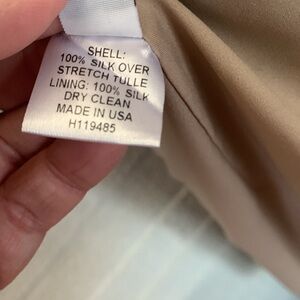 SHELL:
100% SILK OVER
STRETCH TULLE
LINING: 100% SILK
DRY CLEAN
MADE IN USA
H119485